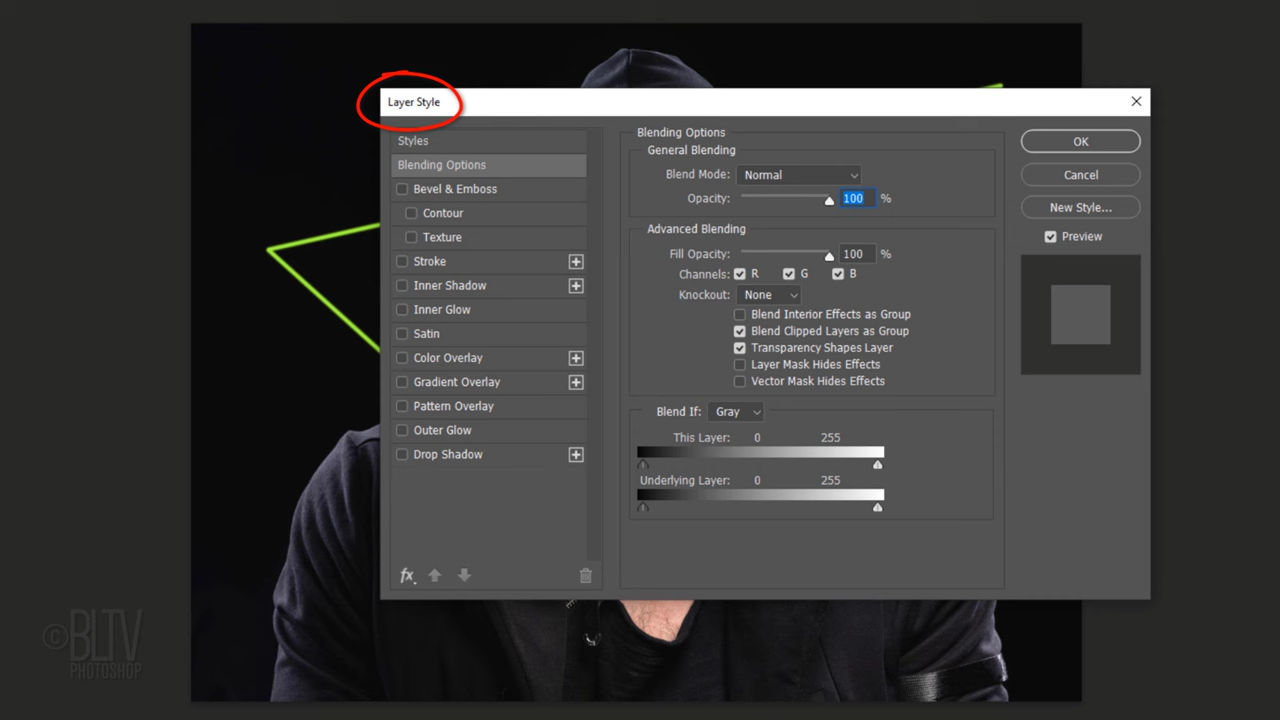 Layer Style
Styles
Blending Options
Bevel & Emboss
Contour
Texture
Stroke
Inner Shadow
Inner Glow
Satin
Color Overlay
Gradient Overlay
Pattern Overlay
Outer Glow
Drop Shadow
fx
Blending Options
General Blending
Blend Mode: Normal
Opacity: 100 %
Advanced Blending
Fill Opacity: 100 %
Channels: R G B
Knockout: None
Blend Interior Effects as Group
Blend Clipped Layers as Group
Transparency Shapes Layer
Layer Mask Hides Effects
Vector Mask Hides Effects
Blend If: Gray
This Layer: 0 255
Underlying Layer: 0 255
OK
Cancel
New Style...
Preview
©BLTV
PHOTOSHOP